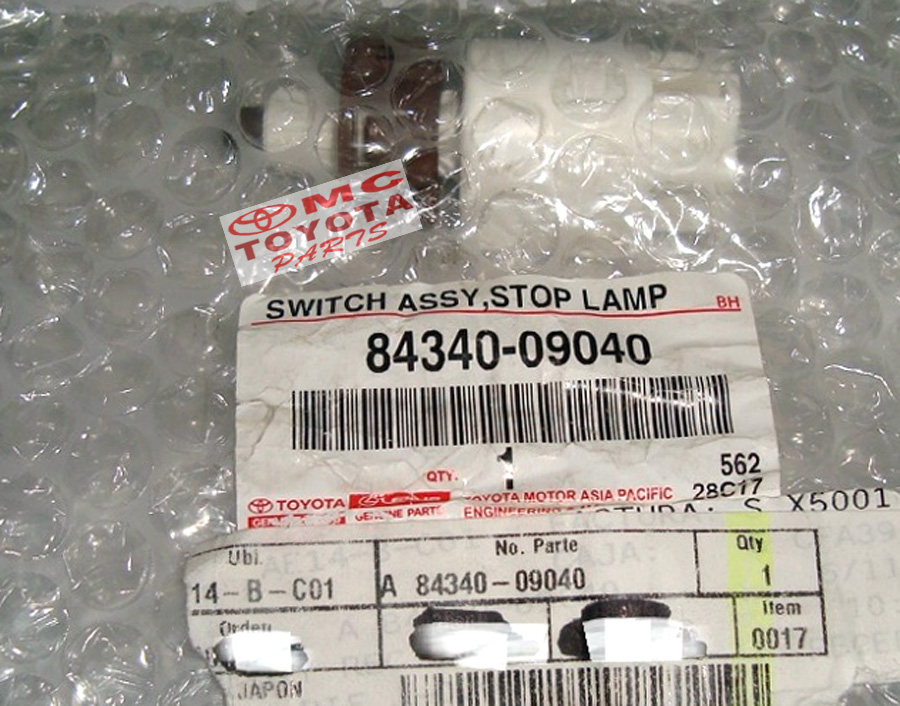 MC
TOYOTA
PARTS
SWITCH ASSY,STOP LAMP BH
84340-09040
QTY. 1 562
28C17
TOYOTA TOYOTA MOTOR ASIA PACIFIC
GENUINE PARTS ENGINEERING
S X5001
Ubi. No. Parte Qty
14-B-C01 A 84340-09040 1
Orden Item
0017
JAPON